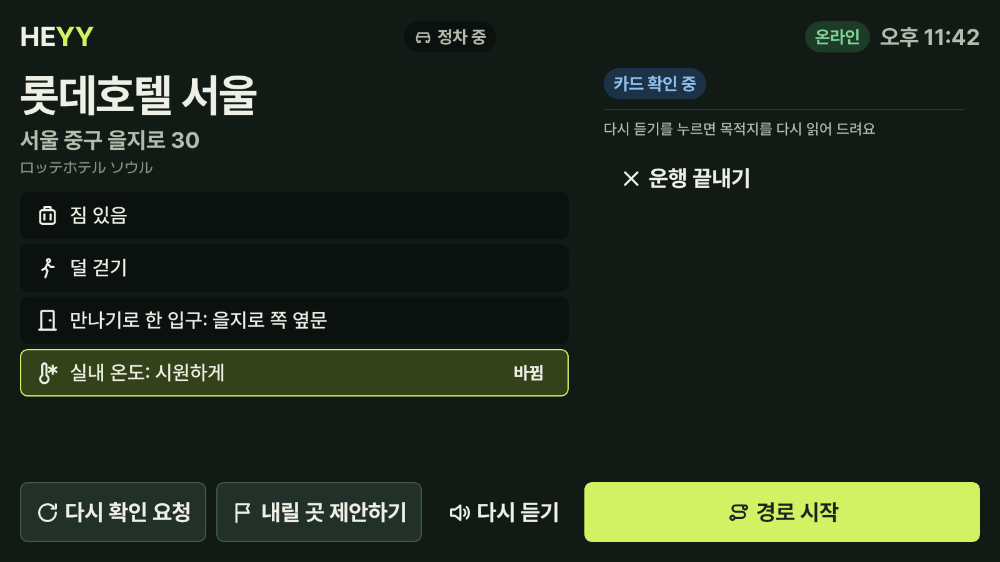 HEYY
정차 중
온라인
오후 11:42
롯데호텔 서울
서울 중구 을지로 30
ロッテホテル ソウル
짐 있음
덜 걷기
만나기로 한 입구: 을지로 쪽 옆문
실내 온도: 시원하게
바뀜
카드 확인 중
다시 듣기를 누르면 목적지를 다시 읽어 드려요
운행 끝내기
다시 확인 요청
내릴 곳 제안하기
다시 듣기
경로 시작